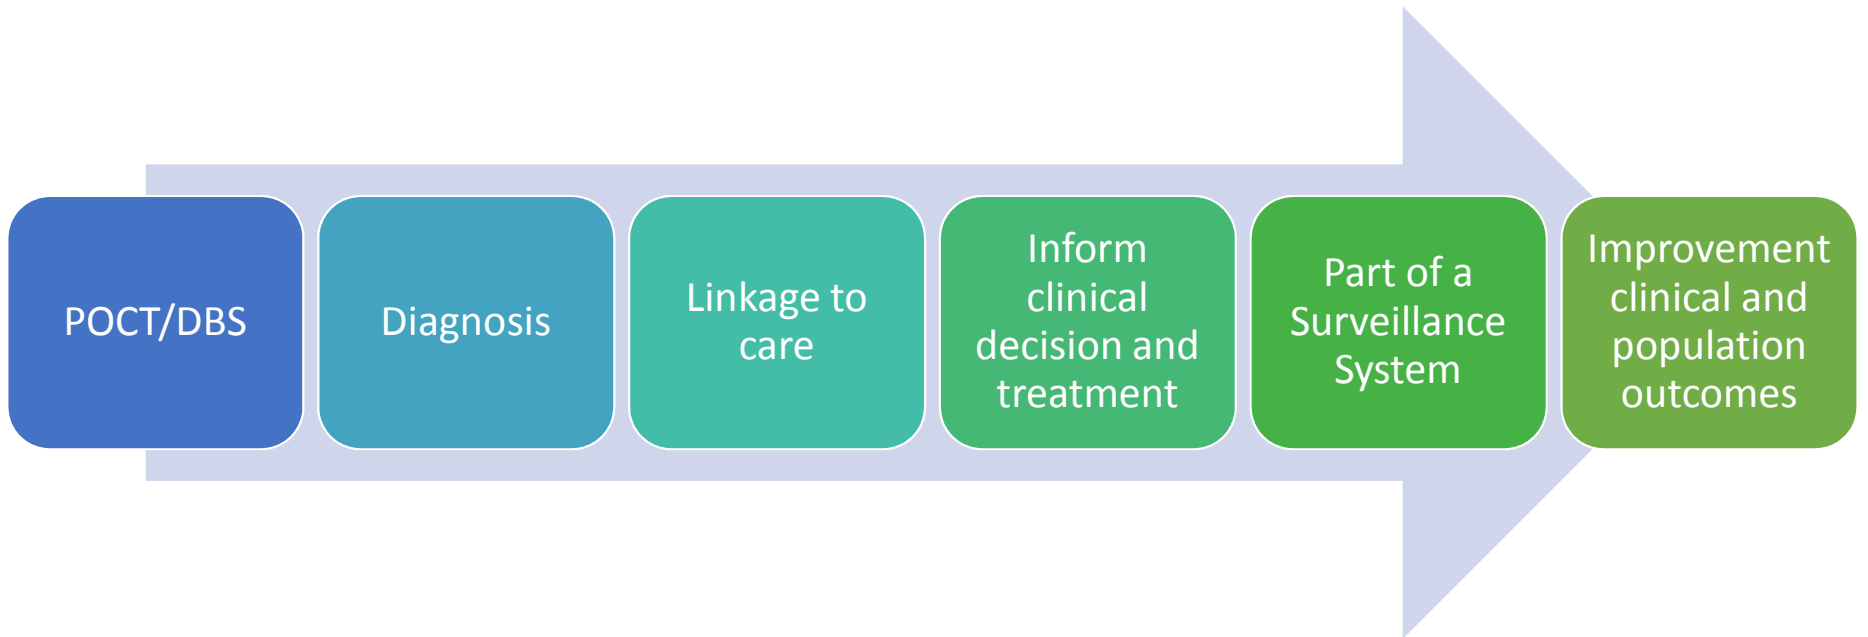 POCT/DBS
Diagnosis
Linkage to
care
Inform
clinical
decision and
treatment
Part of a
Surveillance
System
Improvement
clinical and
population
outcomes